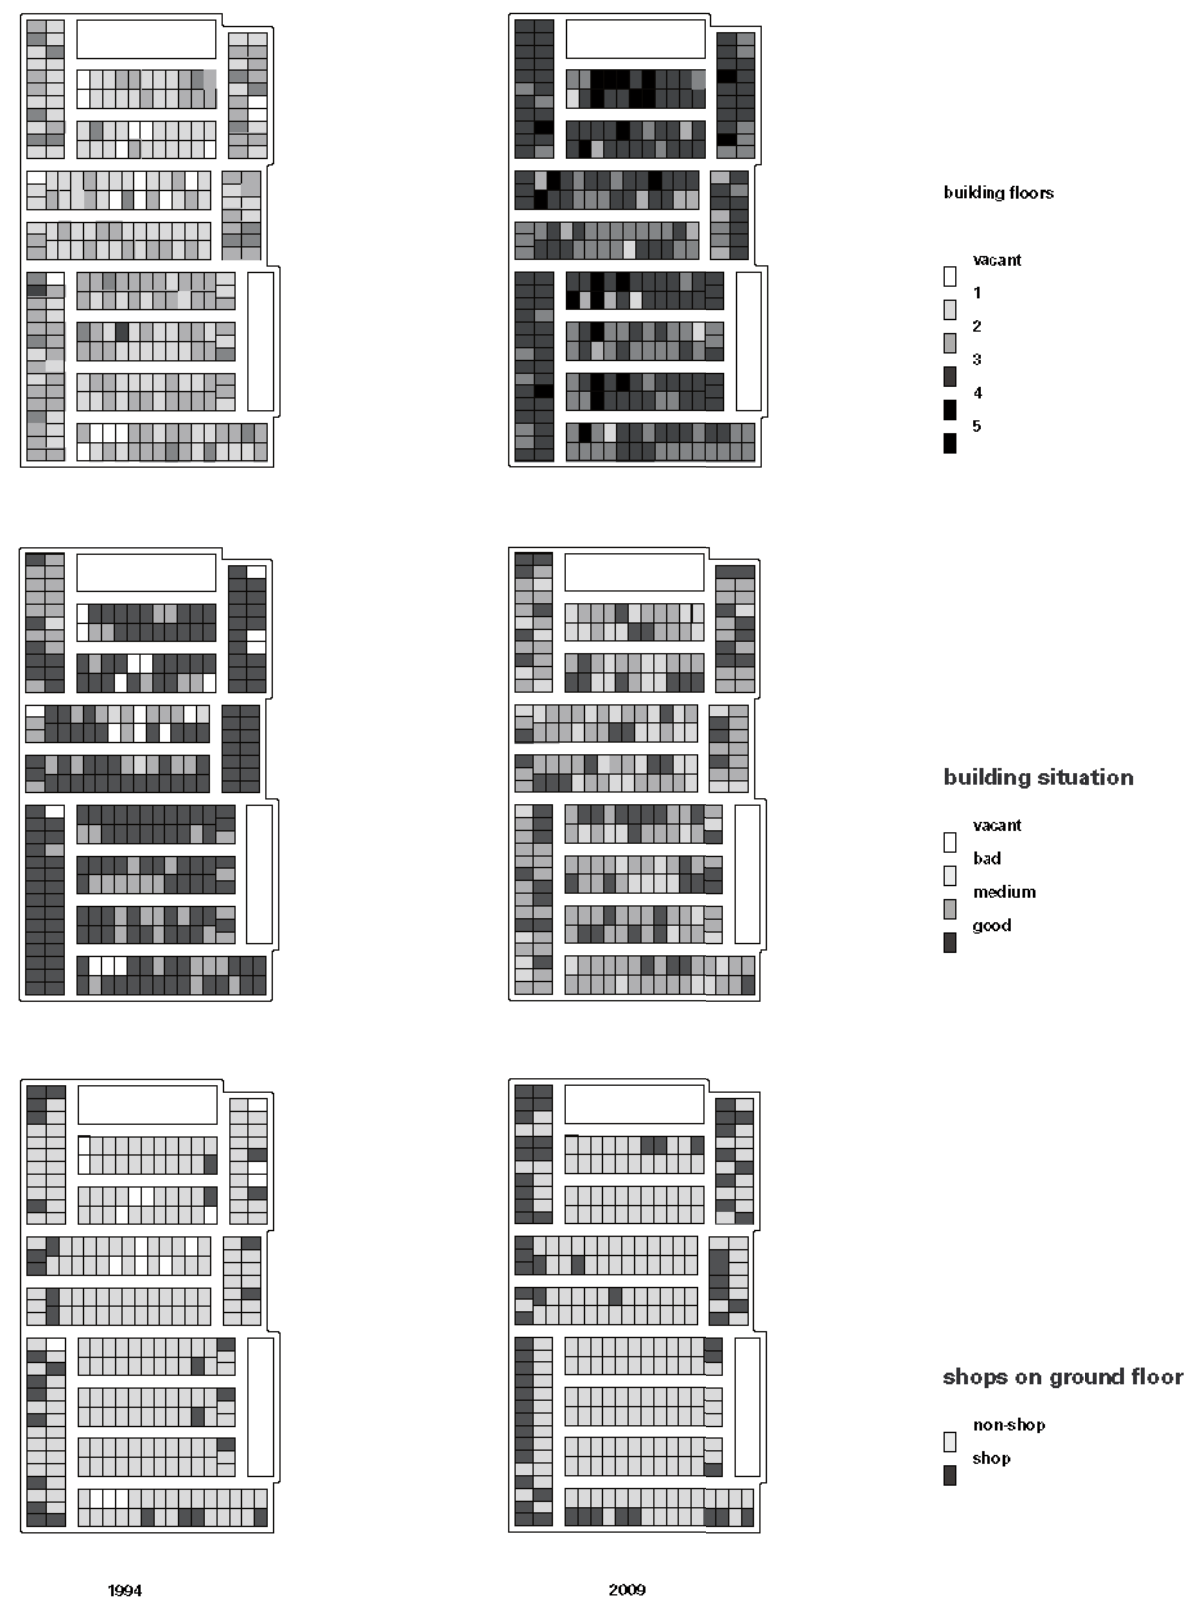 building floors
vacant
1
2
3
4
5
building situation
vacant
bad
medium
good
shops on ground floor
non-shop
shop
1994
2009